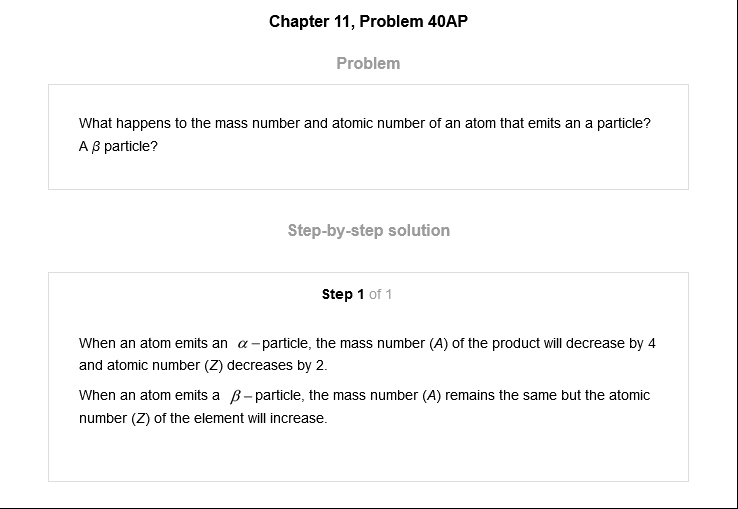 Chapter 11, Problem 40AP
Problem
What happens to the mass number and atomic number of an atom that emits an a particle?
A β particle?
Step-by-step solution
Step 1 of 1
When an atom emits an α – particle, the mass number (A) of the product will decrease by 4
and atomic number (Z) decreases by 2.
When an atom emits a β – particle, the mass number (A) remains the same but the atomic
number (Z) of the element will increase.